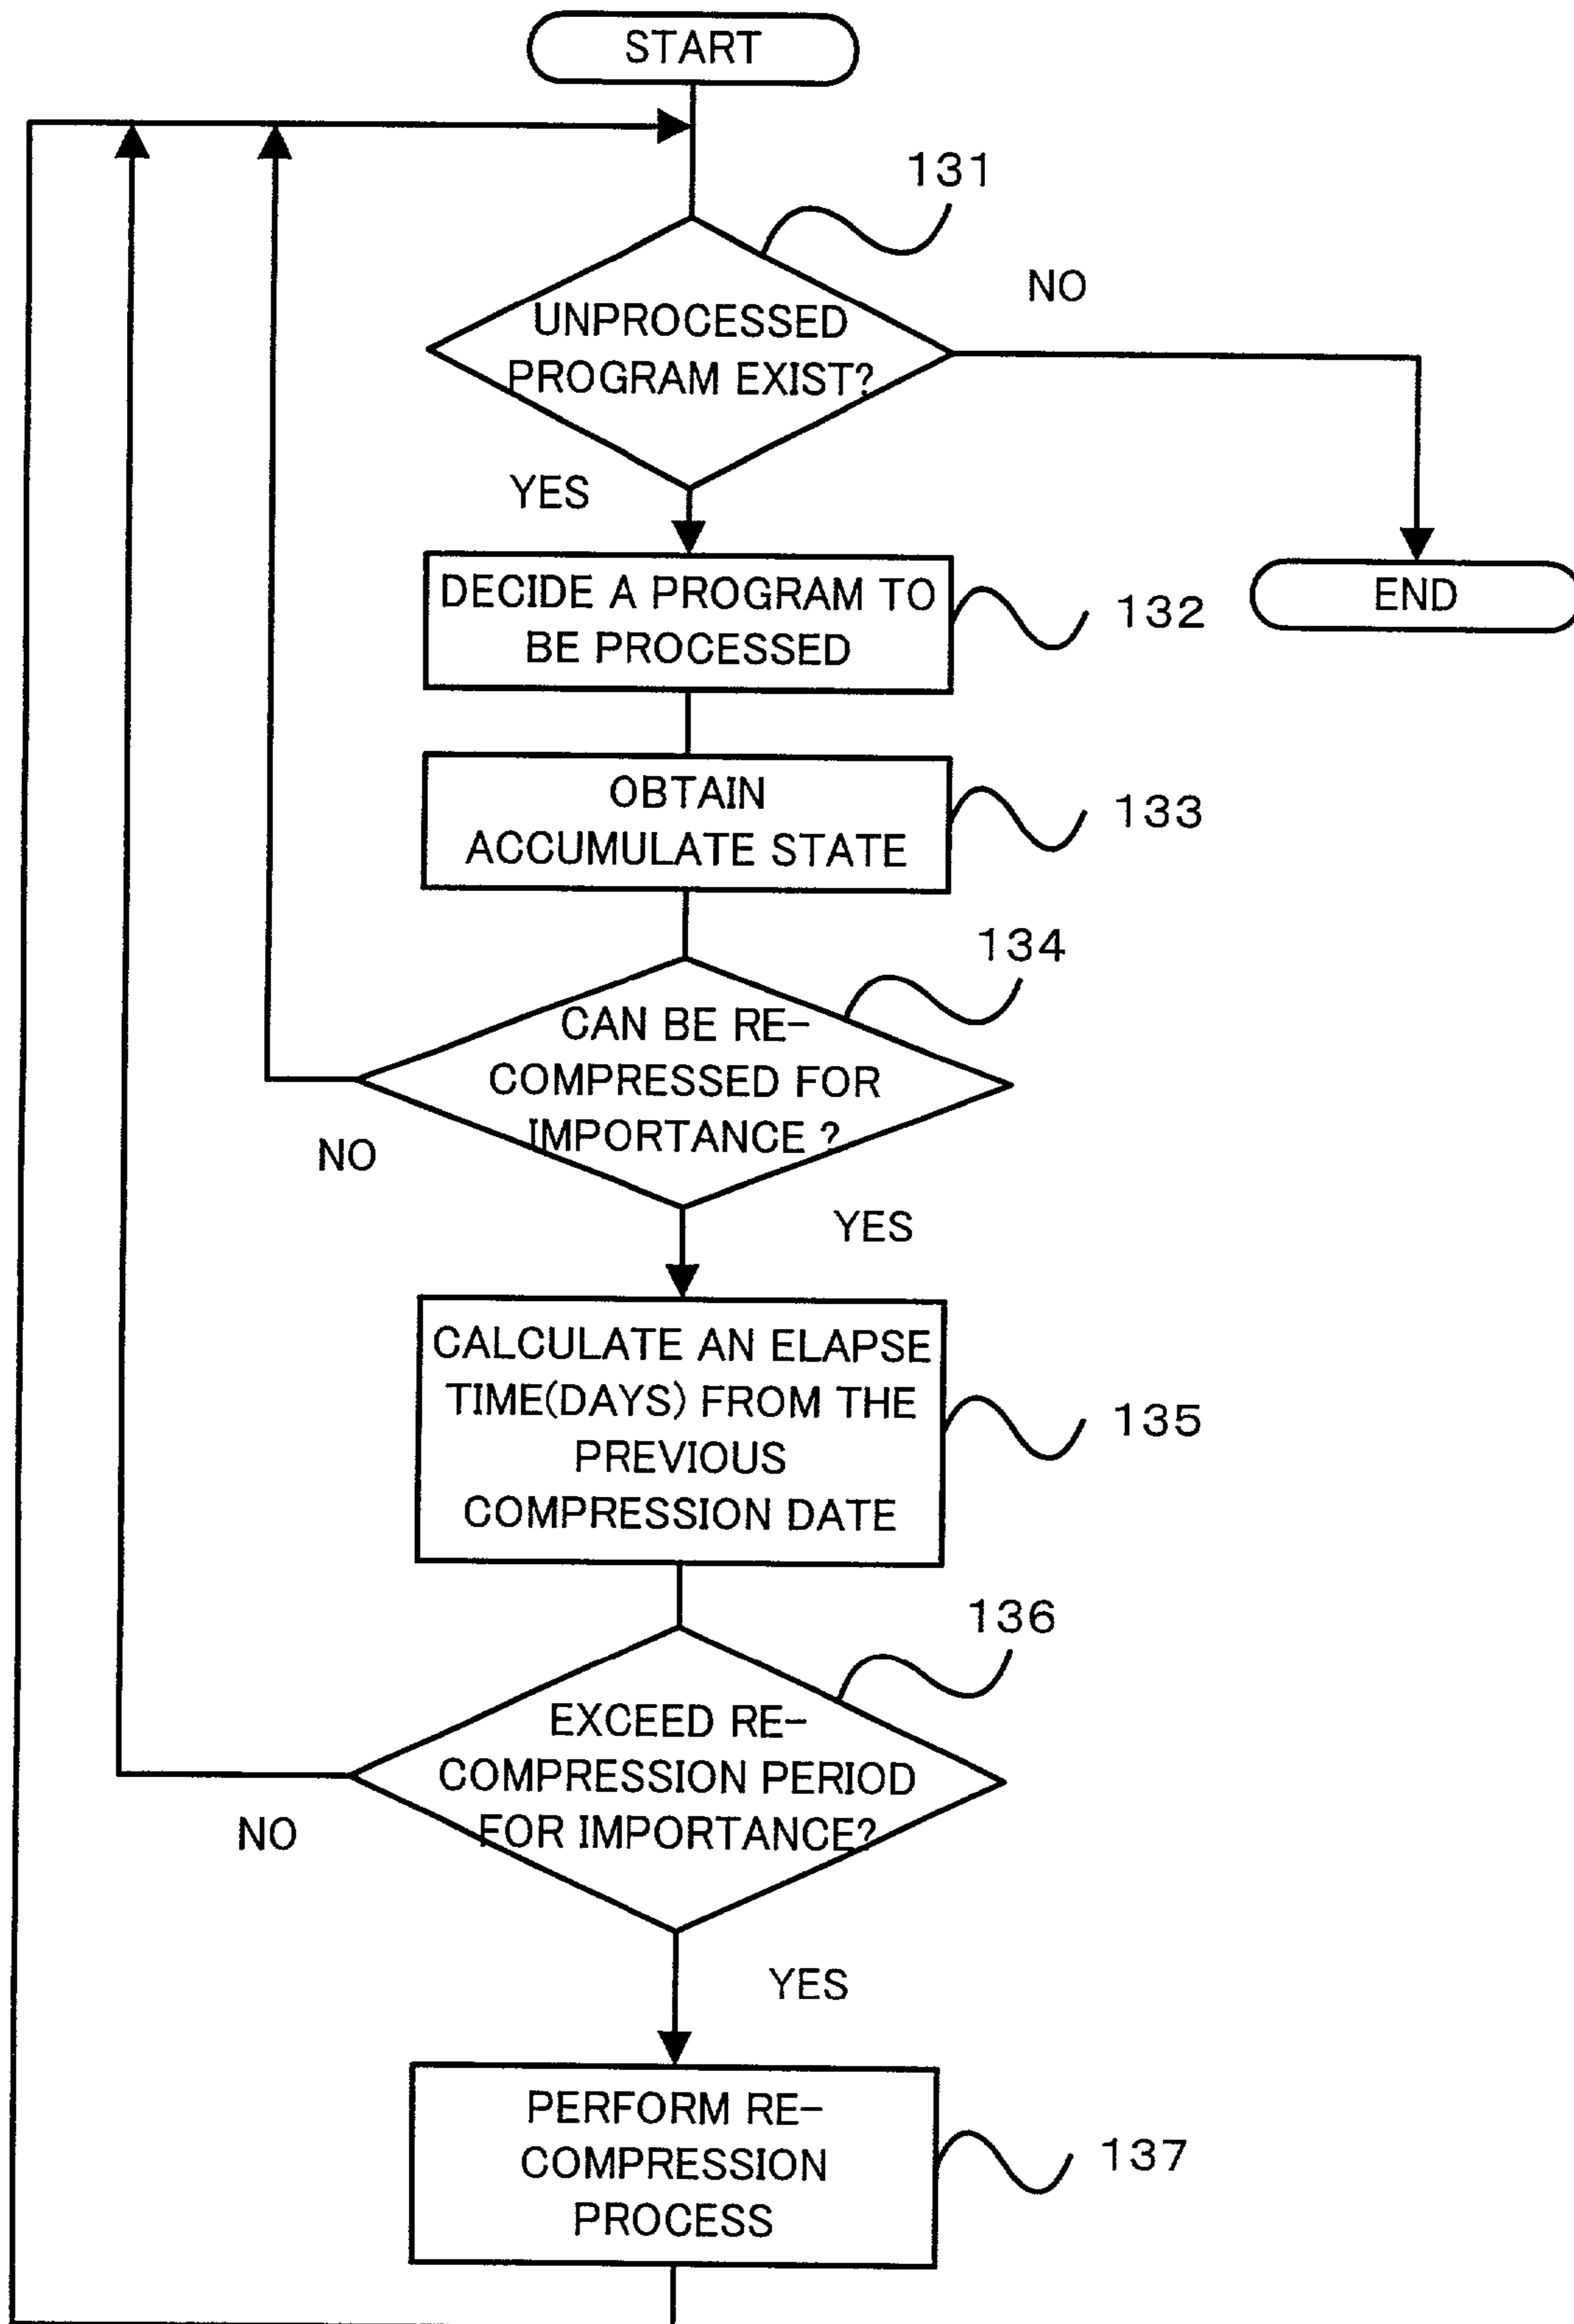 START
131
NO
UNPROCESSED
PROGRAM EXIST?
YES
DECIDE A PROGRAM TO
BE PROCESSED
132
END
OBTAIN
ACCUMULATE STATE
133
134
CAN BE RE-
COMPRESSED FOR
IMPORTANCE ?
NO
YES
CALCULATE AN ELAPSE
TIME(DAYS) FROM THE
PREVIOUS
COMPRESSION DATE
135
136
EXCEED RE-
COMPRESSION PERIOD
FOR IMPORTANCE?
NO
YES
PERFORM RE-
COMPRESSION
PROCESS
137